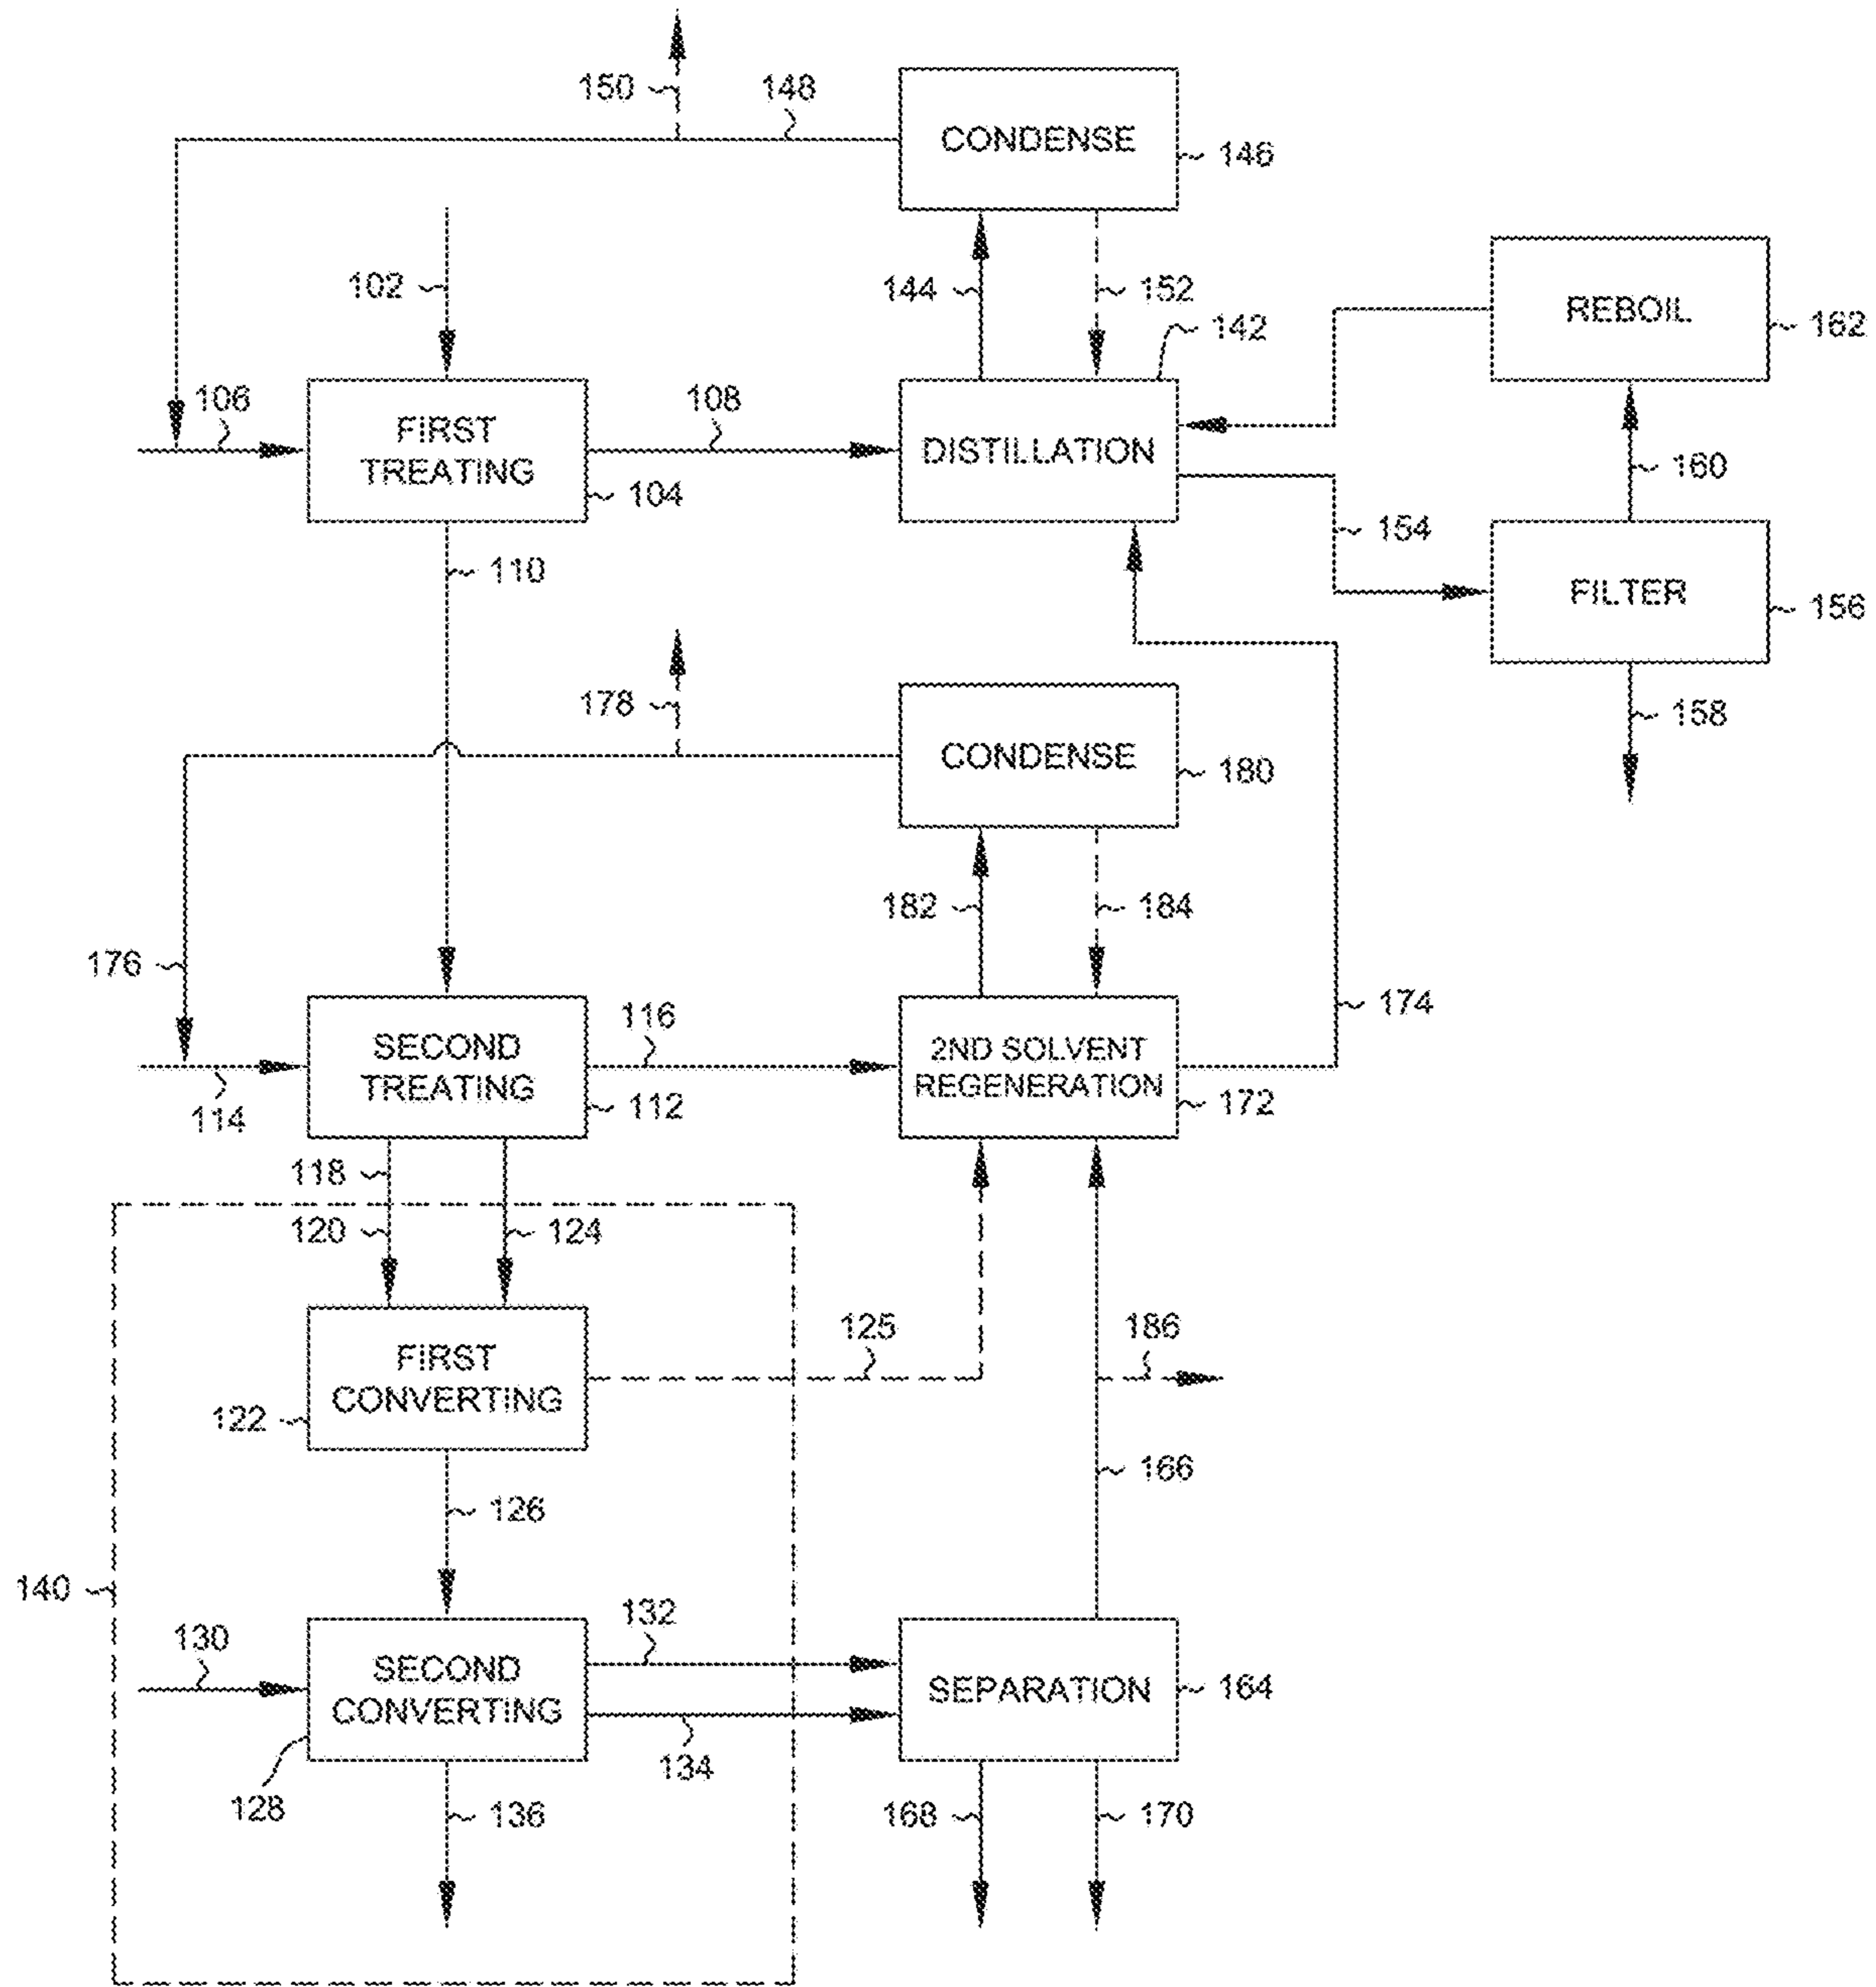 150
148
CONDENSE
146
102
144
152
142
REBOIL
162
106
FIRST
TREATING
104
108
DISTILLATION
160
154
FILTER
156
110
158
178
CONDENSE
180
182
184
176
174
SECOND
TREATING
112
114
116
2ND SOLVENT
REGENERATION
172
118
120
124
FIRST
CONVERTING
122
125
186
126
166
140
130
SECOND
CONVERTING
128
132
134
SEPARATION
164
136
168
170